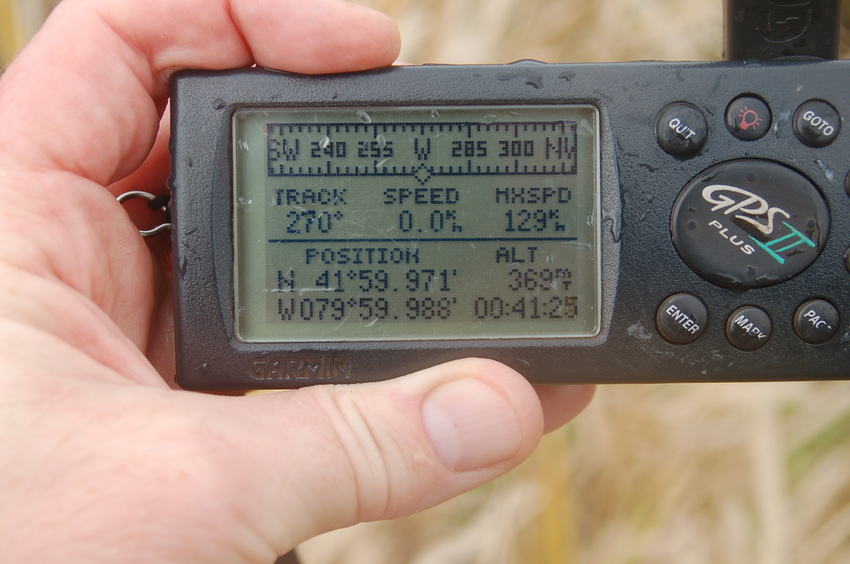 SW 240 255 W 285 300 NW
TRACK SPEED MXSPD
270° 0.0 129
POSITION ALT
N 41°59.971' 369
W079°59.988' 00:41:25
GARMIN
QUIT
GOTO
GPS II
PLUS
ENTER
MARK
PAG